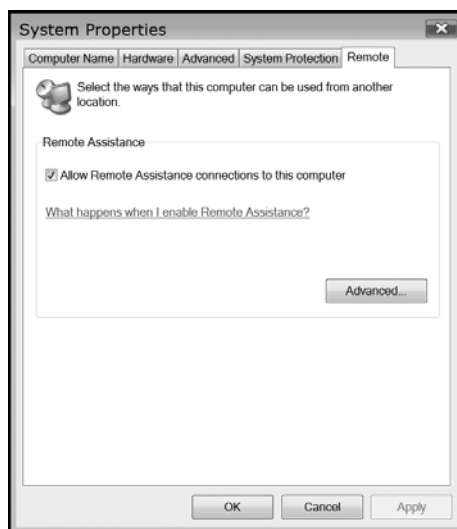 System Properties
Computer Name Hardware Advanced System Protection Remote
Select the ways that this computer can be used from another
location.
Remote Assistance
Allow Remote Assistance connections to this computer
What happens when I enable Remote Assistance?
Advanced...
OK Cancel Apply